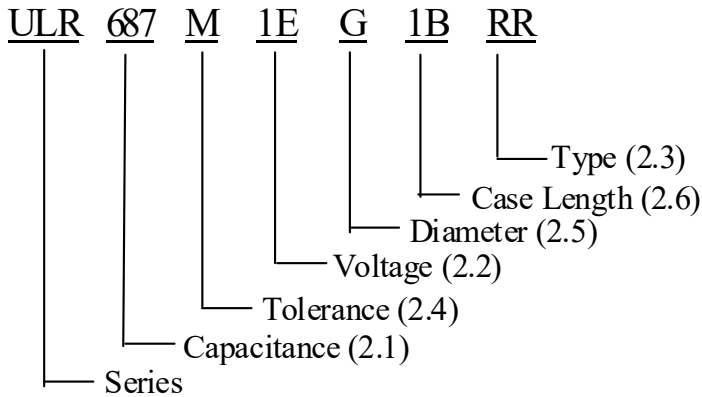 ULR 687 M 1E G 1B RR
Type (2.3)
Case Length (2.6)
Diameter (2.5)
Voltage (2.2)
Tolerance (2.4)
Capacitance (2.1)
Series